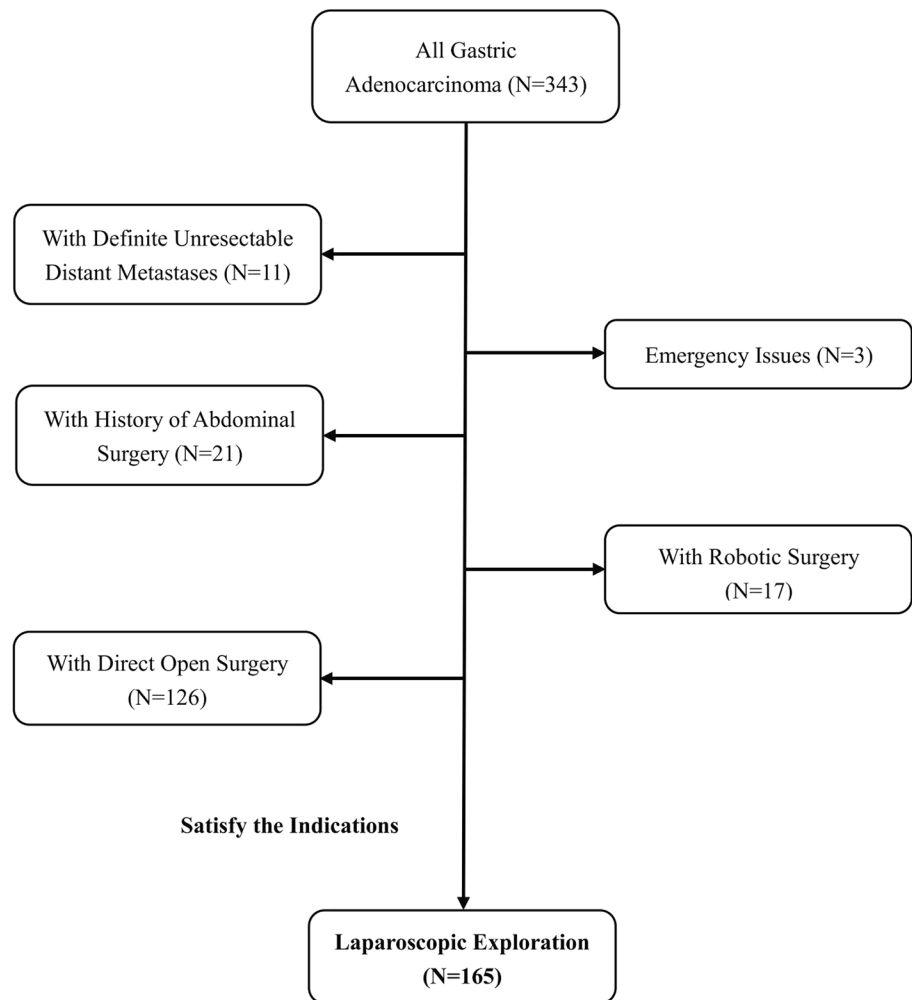 All Gastric
Adenocarcinoma (N=343)
With Definite Unresectable
Distant Metastases (N=11)
Emergency Issues (N=3)
With History of Abdominal
Surgery (N=21)
With Robotic Surgery
(N=17)
With Direct Open Surgery
(N=126)
Satisfy the Indications
Laparoscopic Exploration
(N=165)